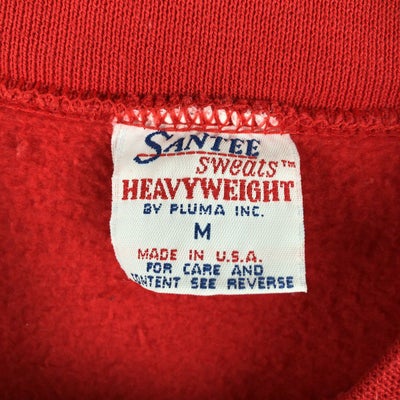 SANTEE
Sweats™
HEAVYWEIGHT
BY PLUMA INC.
M
MADE IN U.S.A.
FOR CARE AND
CONTENT SEE REVERSE